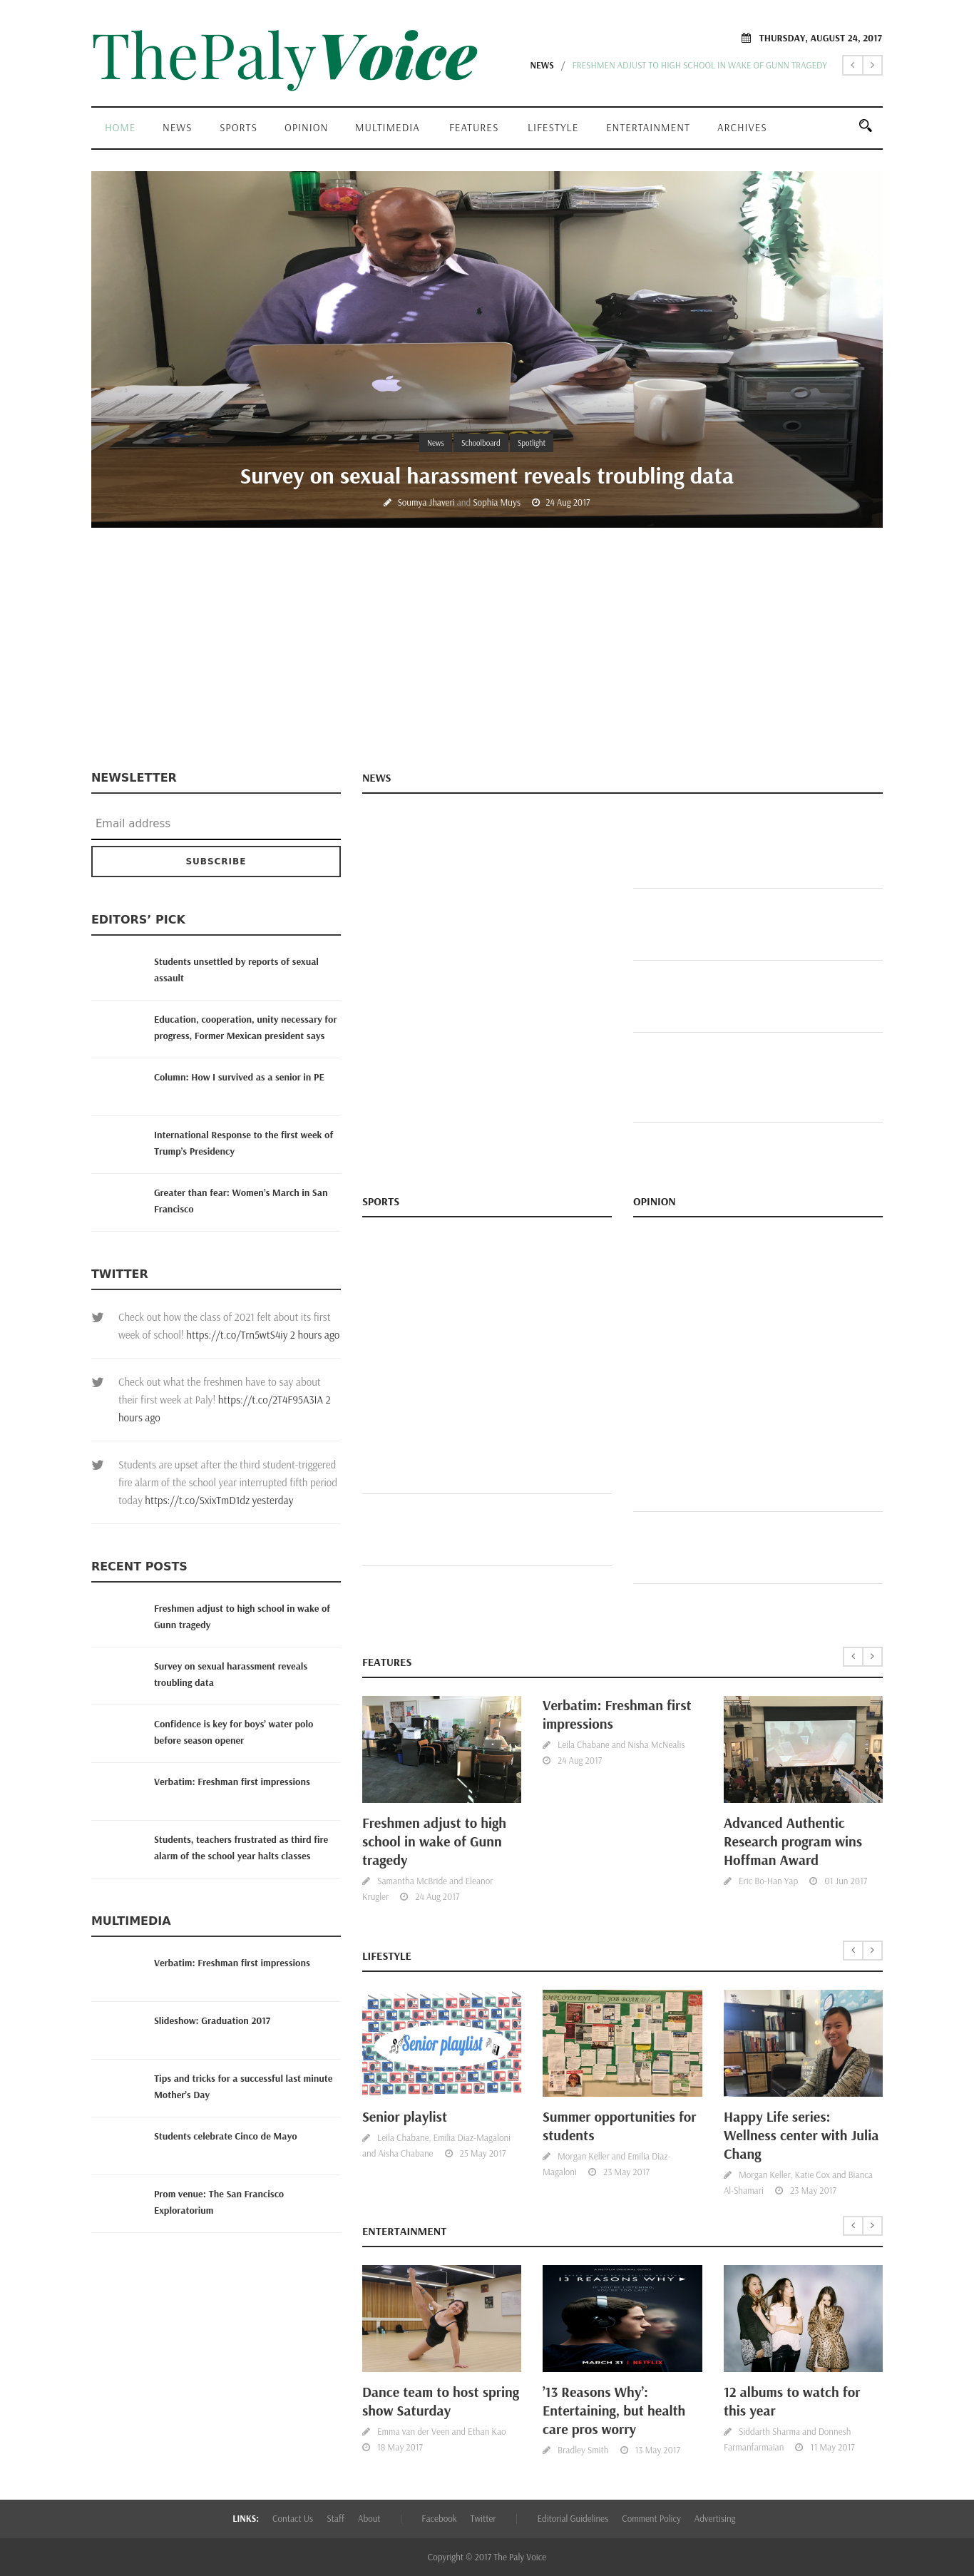 ThePalyVoice
THURSDAY, AUGUST 24, 2017
NEWS / FRESHMEN ADJUST TO HIGH SCHOOL IN WAKE OF GUNN TRAGEDY
HOME NEWS SPORTS OPINION MULTIMEDIA FEATURES LIFESTYLE ENTERTAINMENT ARCHIVES
News Schoolboard Spotlight
Survey on sexual harassment reveals troubling data
Soumya Jhaveri and Sophia Muys 24 Aug 2017
NEWSLETTER
Email address
SUBSCRIBE
EDITORS’ PICK
Students unsettled by reports of sexual
assault
Education, cooperation, unity necessary for
progress, Former Mexican president says
Column: How I survived as a senior in PE
International Response to the first week of
Trump's Presidency
Greater than fear: Women's March in San
Francisco
TWITTER
Check out how the class of 2021 felt about its first
week of school! https://t.co/Trn5wtS4iy 2 hours ago
Check out what the freshmen have to say about
their first week at Paly! https://t.co/2T4F95A3IA 2
hours ago
Students are upset after the third student-triggered
fire alarm of the school year interrupted fifth period
today https://t.co/SxixTmD1dz yesterday
RECENT POSTS
Freshmen adjust to high school in wake of
Gunn tragedy
Survey on sexual harassment reveals
troubling data
Confidence is key for boys' water polo
before season opener
Verbatim: Freshman first impressions
Students, teachers frustrated as third fire
alarm of the school year halts classes
MULTIMEDIA
Verbatim: Freshman first impressions
Slideshow: Graduation 2017
Tips and tricks for a successful last minute
Mother's Day
Students celebrate Cinco de Mayo
Prom venue: The San Francisco
Exploratorium
NEWS
SPORTS
OPINION
FEATURES
Freshmen adjust to high
school in wake of Gunn
tragedy
Samantha McBride and Eleanor
Krugler 24 Aug 2017
Verbatim: Freshman first
impressions
Leila Chabane and Nisha McNealis
24 Aug 2017
Advanced Authentic
Research program wins
Hoffman Award
Eric Bo-Han Yap 01 Jun 2017
LIFESTYLE
Senior playlist
Senior playlist
Leila Chabane, Emilia Diaz-Magaloni
and Aisha Chabane 25 May 2017
EMPLOYMENT JOB BOARD
Summer opportunities for
students
Morgan Keller and Emilia Diaz-
Magaloni 23 May 2017
Happy Life series:
Wellness center with Julia
Chang
Morgan Keller, Katie Cox and Bianca
Al-Shamari 23 May 2017
ENTERTAINMENT
Dance team to host spring
show Saturday
Emma van der Veen and Ethan Kao
18 May 2017
13 REASONS WHY
IF YOU'RE LISTENING,
YOU'RE TOO LATE
MARCH 31 | NETFLIX
’13 Reasons Why’:
Entertaining, but health
care pros worry
Bradley Smith 13 May 2017
12 albums to watch for
this year
Siddarth Sharma and Donnesh
Farmanfarmaian 11 May 2017
LINKS: Contact Us Staff About | Facebook Twitter | Editorial Guidelines Comment Policy Advertising
Copyright © 2017 The Paly Voice